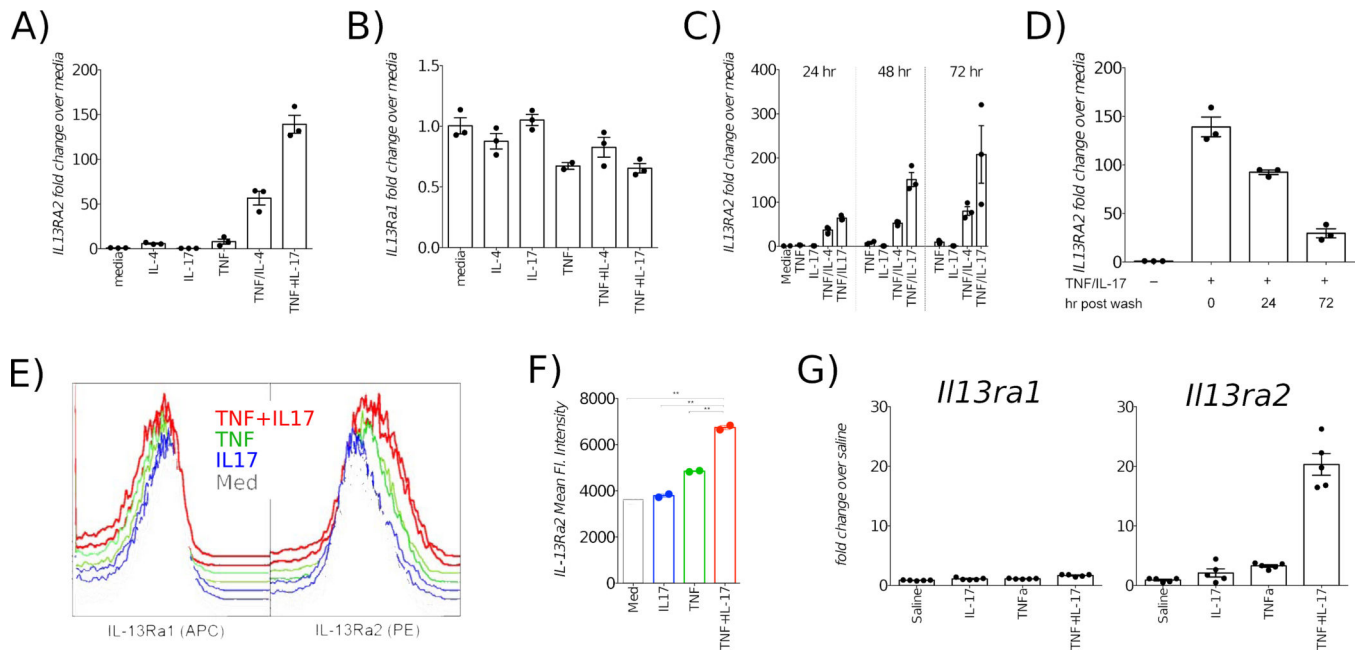 A)
IL13RA2 fold change over media
200
150
100
50
0
media
IL-4
IL-17
TNF
TNF/IL-4
TNF+IL-17
B)
IL13Ra1 fold change over media
1.5
1.0
0.5
0.0
media
IL-4
IL-17
TNF
TNF+IL-4
TNF+IL-17
C)
IL13RA2 fold change over media
400
300
200
100
0
24 hr
48 hr
72 hr
Media
TNF
IL-17
TNF/IL-4
TNF/IL-17
TNF
IL-17
TNF/IL-4
TNF/IL-17
TNF
IL-17
TNF/IL-4
TNF/IL-17
D)
IL13RA2 fold change over media
200
150
100
50
0
TNF/IL-17 – + + +
hr post wash 0 24 72
E)
TNF+IL17
TNF
IL17
Med
IL-13Ra1 (APC)
IL-13Ra2 (PE)
F)
IL-13Ra2 Mean Fl. Intensity
8000
6000
4000
2000
0
**
**
**
Med
IL17
TNF
TNF+IL-17
G)
Il13ra1
fold change over saline
30
20
10
0
Saline
IL-17
TNFa
TNF+IL-17
Il13ra2
30
20
10
0
Saline
IL-17
TNFa
TNF+IL-17